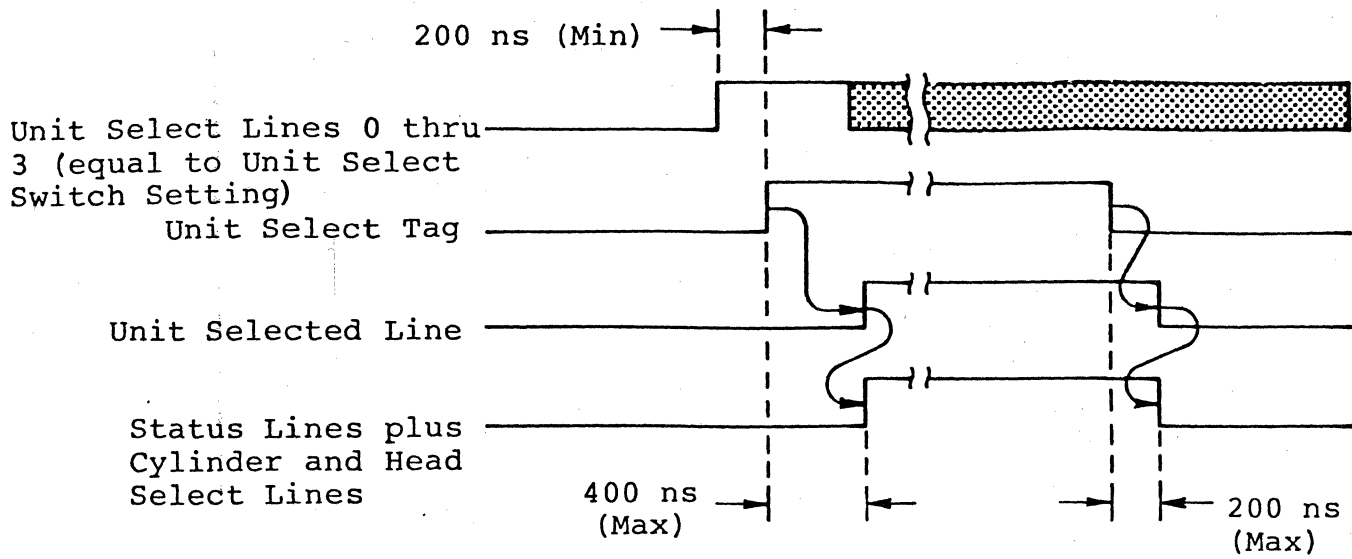 200 ns (Min)
Unit Select Lines 0 thru
3 (equal to Unit Select
Switch Setting)
Unit Select Tag
Unit Selected Line
Status Lines plus
Cylinder and Head
Select Lines
400 ns
(Max)
200 ns
(Max)